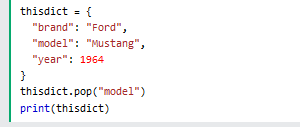 thisdict = {
  "brand": "Ford",
  "model": "Mustang",
  "year": 1964
}
thisdict.pop("model")
print(thisdict)